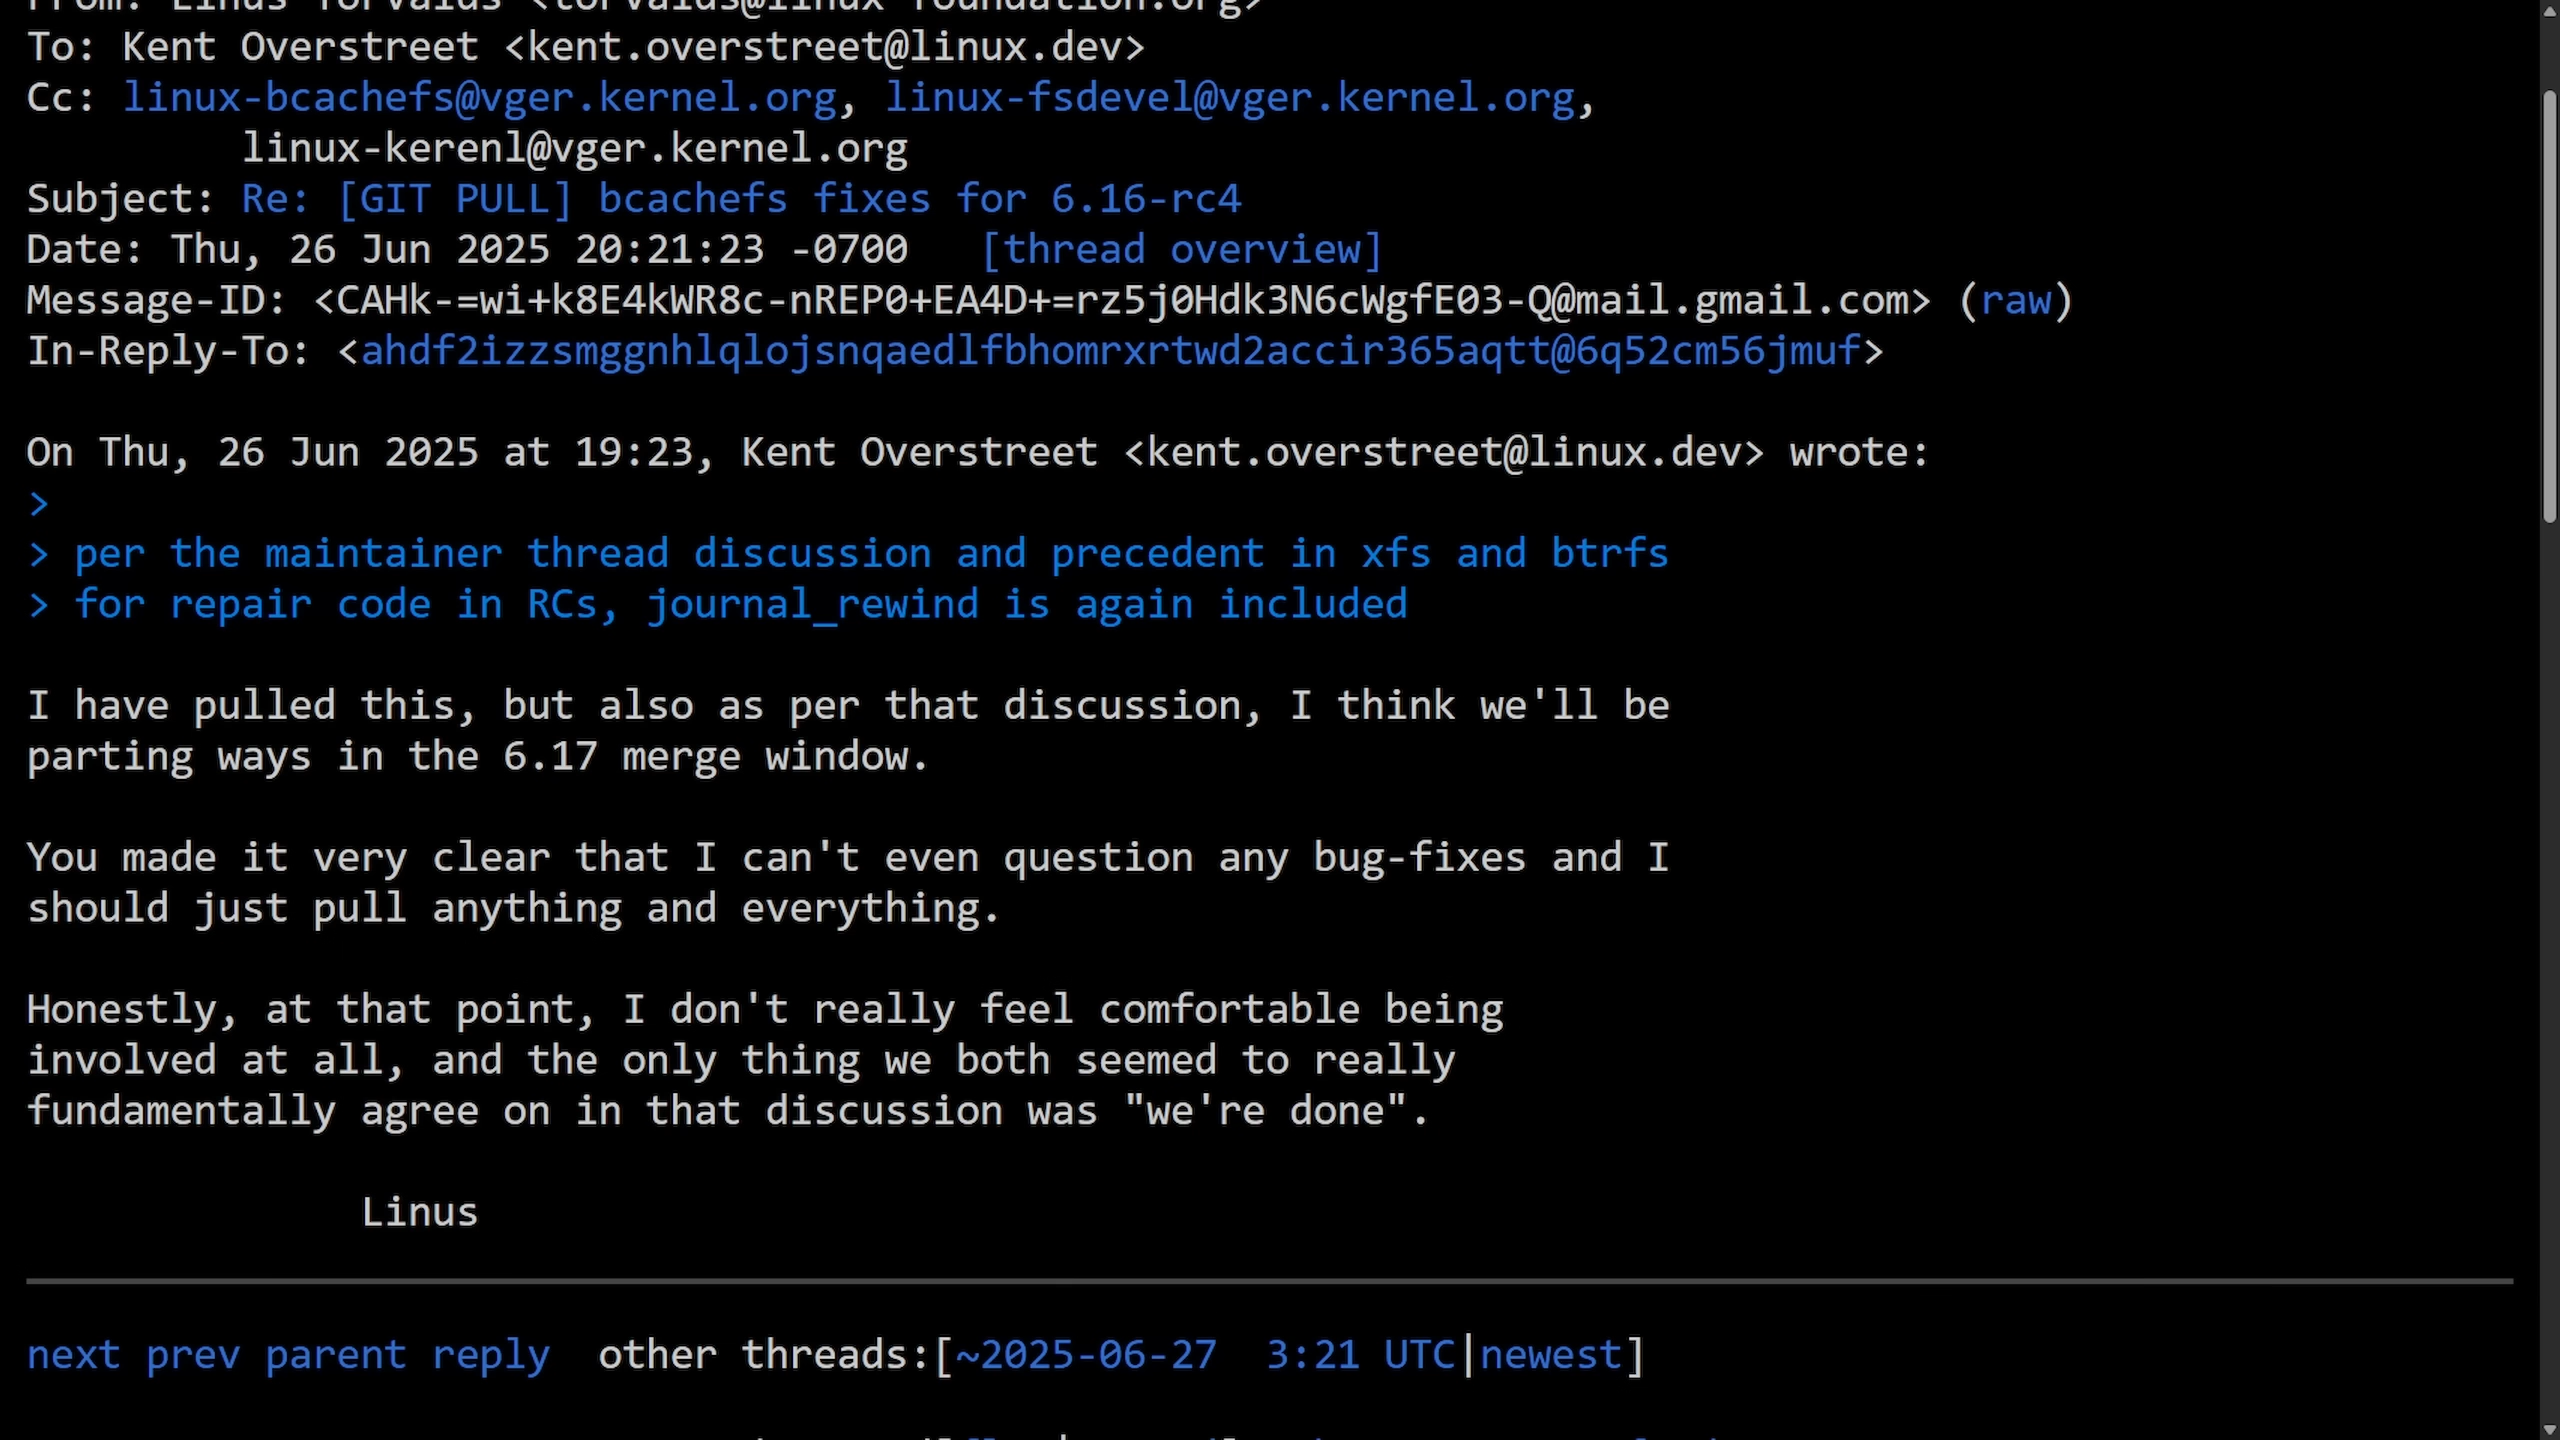 From: Linus Torvalds <torvalds@linux-foundation.org>
To: Kent Overstreet <kent.overstreet@linux.dev>
Cc: linux-bcachefs@vger.kernel.org, linux-fsdevel@vger.kernel.org,
linux-kerenl@vger.kernel.org
Subject: Re: [GIT PULL] bcachefs fixes for 6.16-rc4
Date: Thu, 26 Jun 2025 20:21:23 -0700 [thread overview]
Message-ID: <CAHk-=wi+k8E4kWR8c-nREP0+EA4D+=rz5j0Hdk3N6cWgfE03-Q@mail.gmail.com> (raw)
In-Reply-To: <ahdf2izzsmggnhlqlojsnqaedlfbhomrxrtwd2accir365aqtt@6q52cm56jmuf>
On Thu, 26 Jun 2025 at 19:23, Kent Overstreet <kent.overstreet@linux.dev> wrote:
>
> per the maintainer thread discussion and precedent in xfs and btrfs
> for repair code in RCs, journal_rewind is again included
I have pulled this, but also as per that discussion, I think we'll be
parting ways in the 6.17 merge window.
You made it very clear that I can't even question any bug-fixes and I
should just pull anything and everything.
Honestly, at that point, I don't really feel comfortable being
involved at all, and the only thing we both seemed to really
fundamentally agree on in that discussion was "we're done".
Linus
next prev parent reply other threads:[~2025-06-27 3:21 UTC|newest]